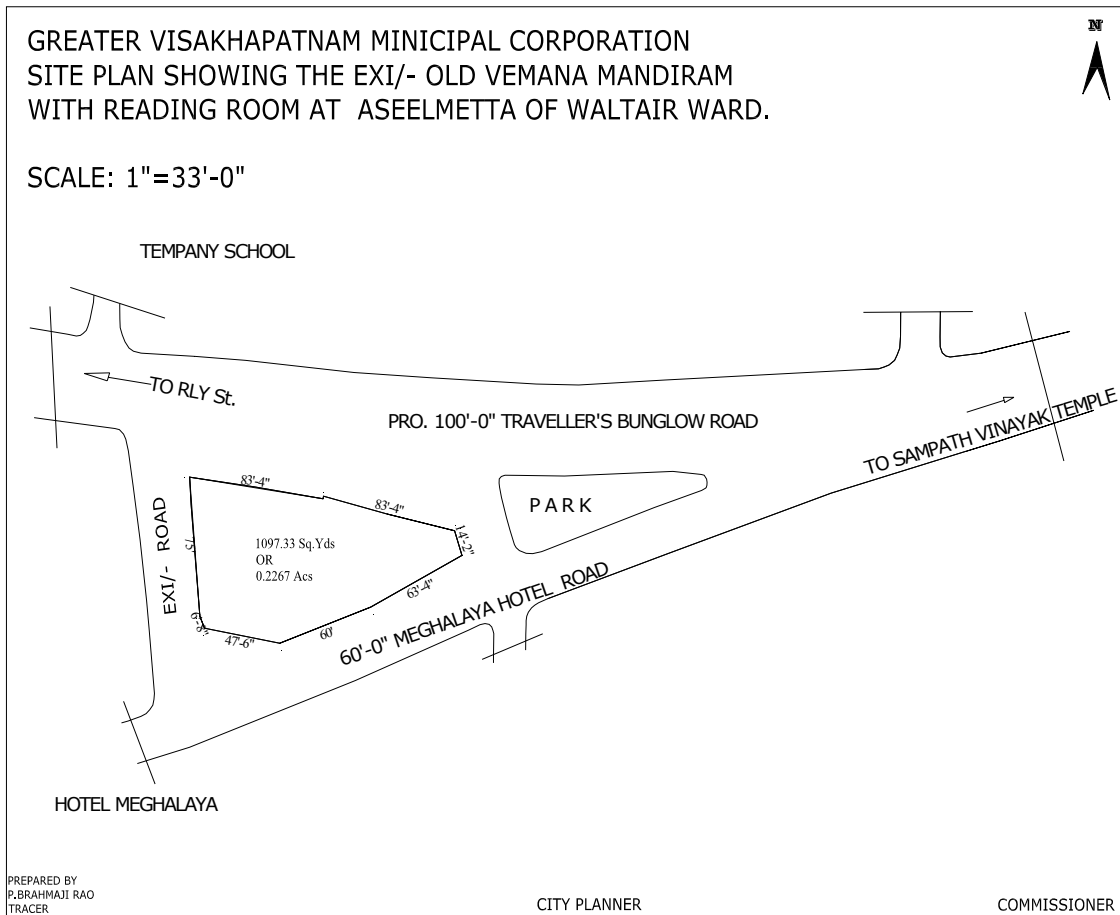 GREATER VISAKHAPATNAM MINICIPAL CORPORATION
SITE PLAN SHOWING THE EXI/- OLD VEMANA MANDIRAM
WITH READING ROOM AT ASEELMETTA OF WALTAIR WARD.
SCALE: 1"=33'-0"
N
TEMPANY SCHOOL
TO RLY St.
PRO. 100'-0" TRAVELLER'S BUNGLOW ROAD
TO SAMPATH VINAYAK TEMPLE
83'-4"
83'-4"
14'-2"
PARK
EXI/- ROAD
75'
1097.33 Sq.Yds
OR
0.2267 Acs
63'-4"
6'-8"
47'-6"
60'
60'-0" MEGHALAYA HOTEL ROAD
HOTEL MEGHALAYA
PREPARED BY
P.BRAHMAJI RAO
TRACER
CITY PLANNER
COMMISSIONER